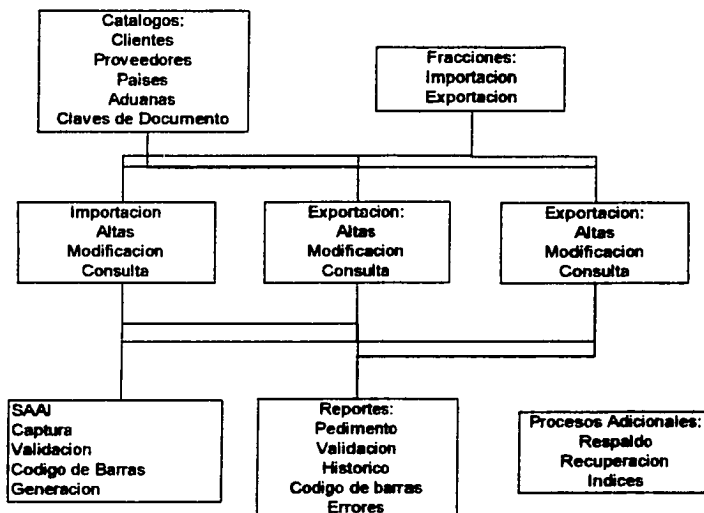 Catalogos:
Clientes
Proveedores
Paises
Aduanas
Claves de Documento
Fracciones:
Importacion
Exportacion
Importacion
Altas
Modificacion
Consulta
Exportacion:
Altas
Modificacion
Consulta
Exportacion:
Altas
Modificacion
Consulta
SAAI
Captura
Validacion
Codigo de Barras
Generacion
Reportes:
Pedimento
Validacion
Historico
Codigo de barras
Errores
Procesos Adicionales:
Respaldo
Recuperacion
Indices